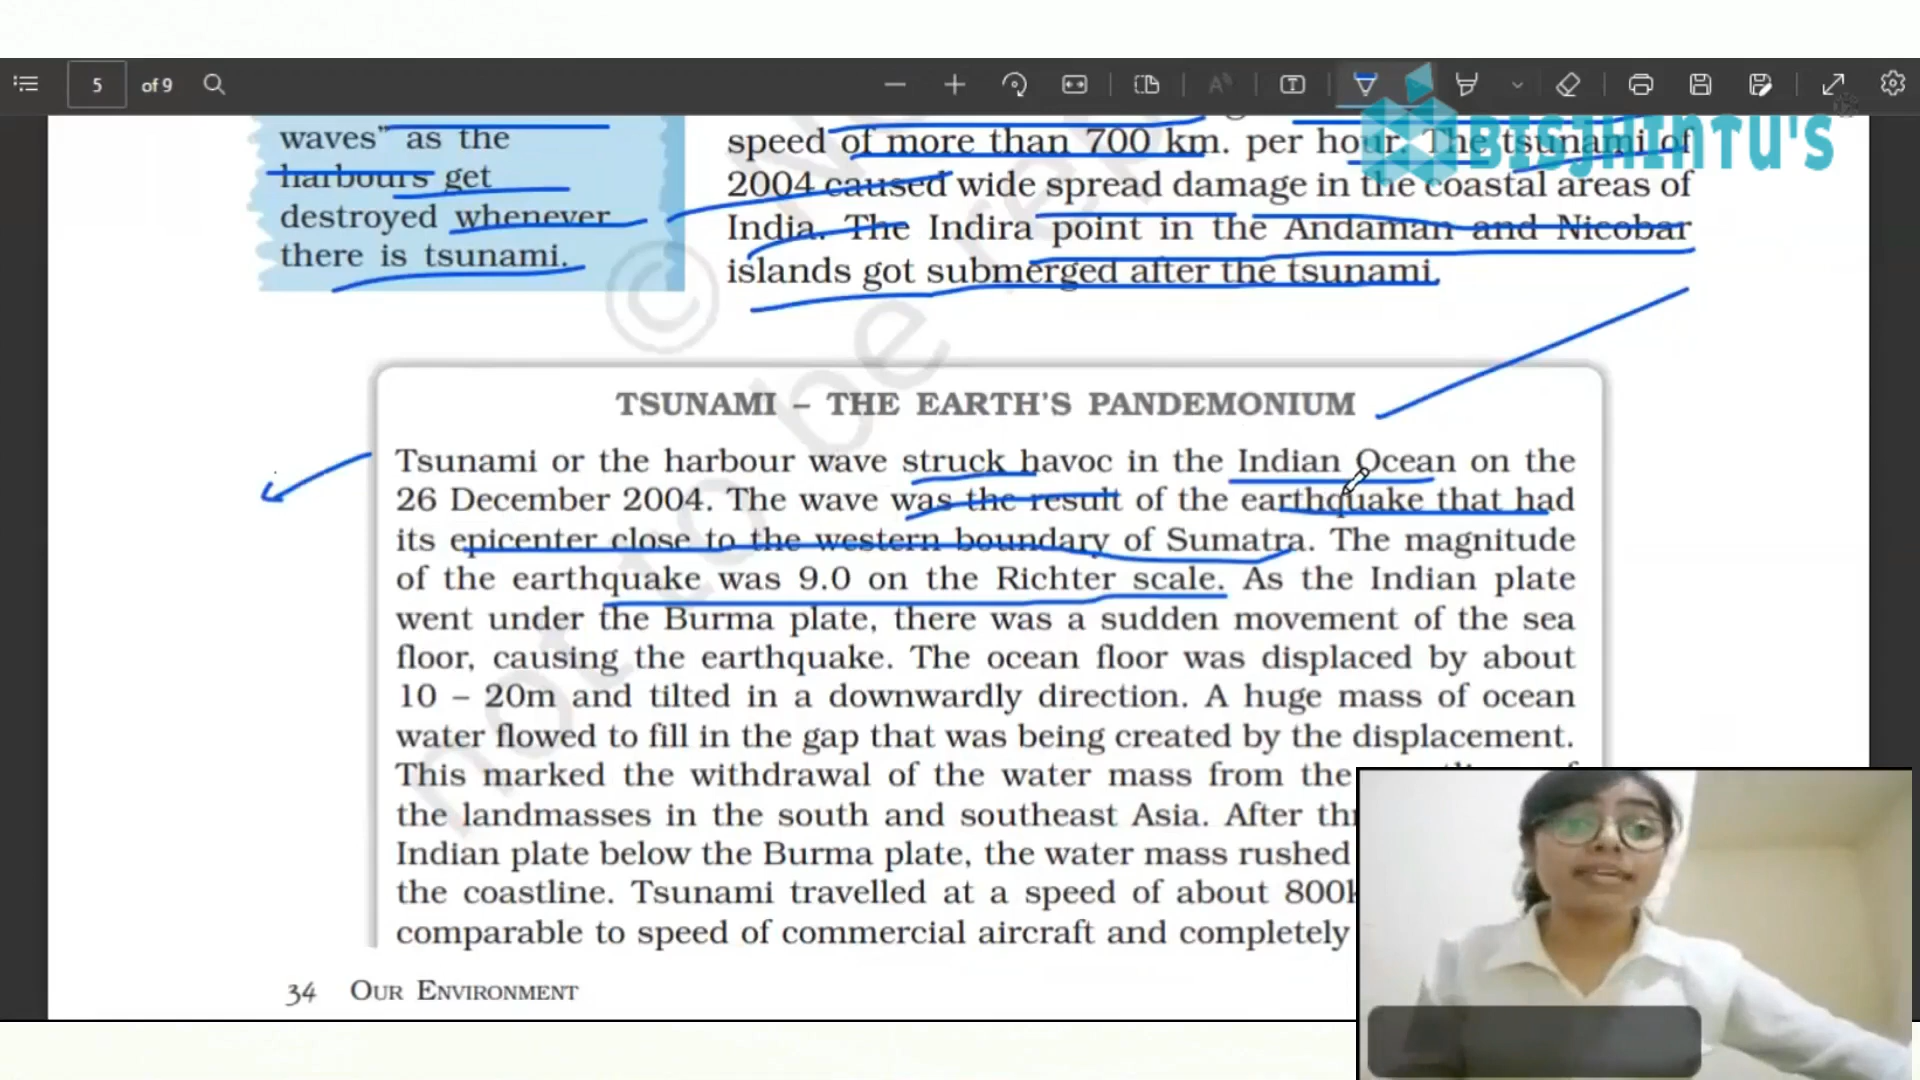 5 of 9
BISJHINTU'S
waves" as the
harbours get
destroyed whenever
there is tsunami.
speed of more than 700 km. per hour. The tsunami of
2004 caused wide spread damage in the coastal areas of
India. The Indira point in the Andaman and Nicobar
islands got submerged after the tsunami.
TSUNAMI – THE EARTH'S PANDEMONIUM
Tsunami or the harbour wave struck havoc in the Indian Ocean on the
26 December 2004. The wave was the result of the earthquake that had
its epicenter close to the western boundary of Sumatra. The magnitude
of the earthquake was 9.0 on the Richter scale. As the Indian plate
went under the Burma plate, there was a sudden movement of the sea
floor, causing the earthquake. The ocean floor was displaced by about
10 – 20m and tilted in a downwardly direction. A huge mass of ocean
water flowed to fill in the gap that was being created by the displacement.
This marked the withdrawal of the water mass from the
the landmasses in the south and southeast Asia. After
Indian plate below the Burma plate, the water mass rushed
the coastline. Tsunami travelled at a speed of about 800
comparable to speed of commercial aircraft and completely
34 OUR ENVIRONMENT
© not to be